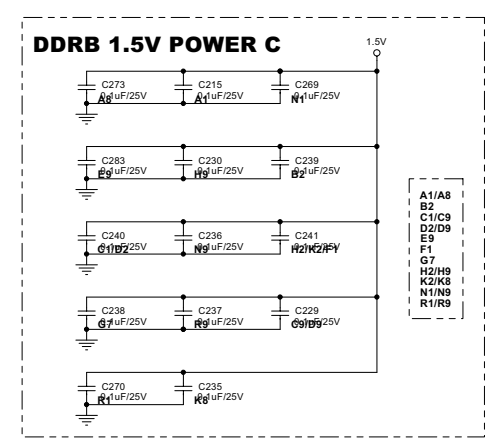 DDRB 1.5V POWER C
1.5V
C273
0.1uF/25V
A8
C215
0.1uF/25V
A1
C269
0.1uF/25V
N1
C283
0.1uF/25V
E9
C230
0.1uF/25V
H9
C239
0.1uF/25V
B2
C240
0.1uF/25V
C1/D2
C236
0.1uF/25V
N9
C241
0.1uF/25V
H2/K2/F1
C238
0.1uF/25V
G7
C237
0.1uF/25V
R9
C229
0.1uF/25V
C9/D9
C270
0.1uF/25V
R1
C235
0.1uF/25V
K8
A1/A8
B2
C1/C9
D2/D9
E9
F1
G7
H2/H9
K2/K8
N1/N9
R1/R9